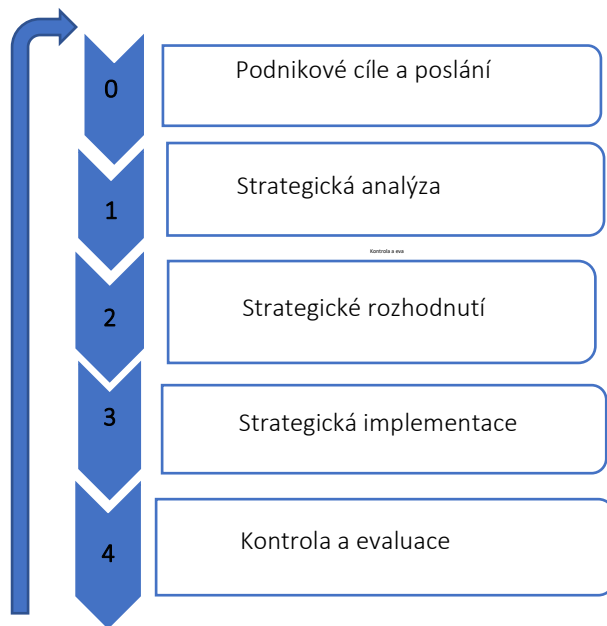 0
Podnikové cíle a poslání
1
Strategická analýza
Kontrola a eva
2
Strategické rozhodnutí
3
Strategická implementace
4
Kontrola a evaluace